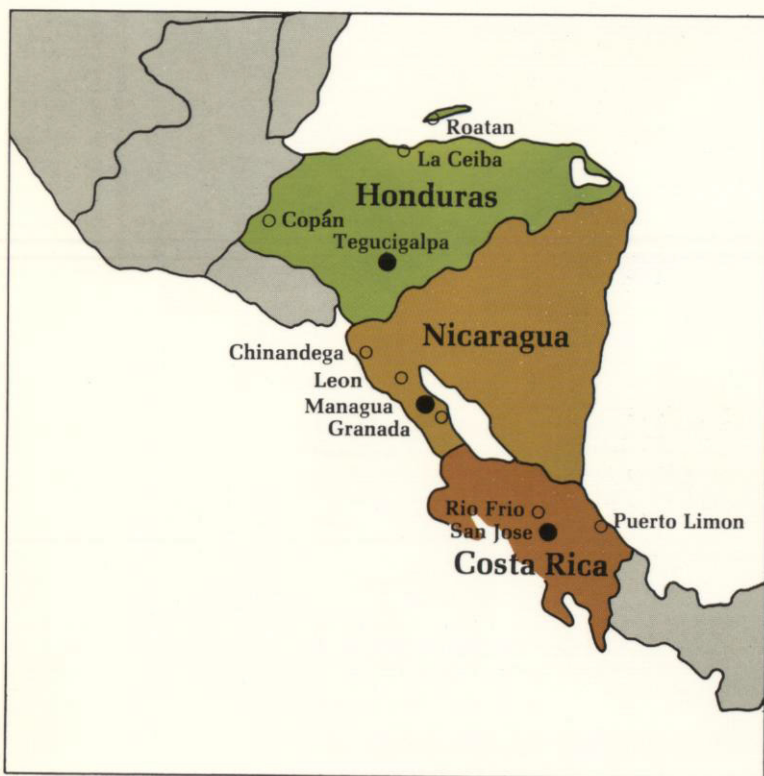 Roatan
La Ceiba
Honduras
Copán
Tegucigalpa
Nicaragua
Chinandega
Leon
Managua
Granada
Rio Frio
Puerto Limon
San Jose
Costa Rica